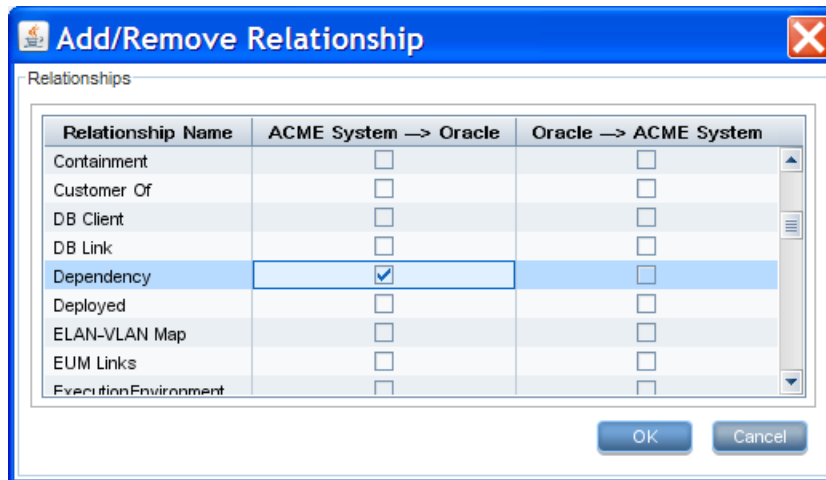 Add/Remove Relationship
Relationships
Relationship Name ACME System —> Oracle Oracle —> ACME System
Containment
Customer Of
DB Client
DB Link
Dependency
Deployed
ELAN-VLAN Map
EUM Links
ExecutionEnvironment
OK Cancel